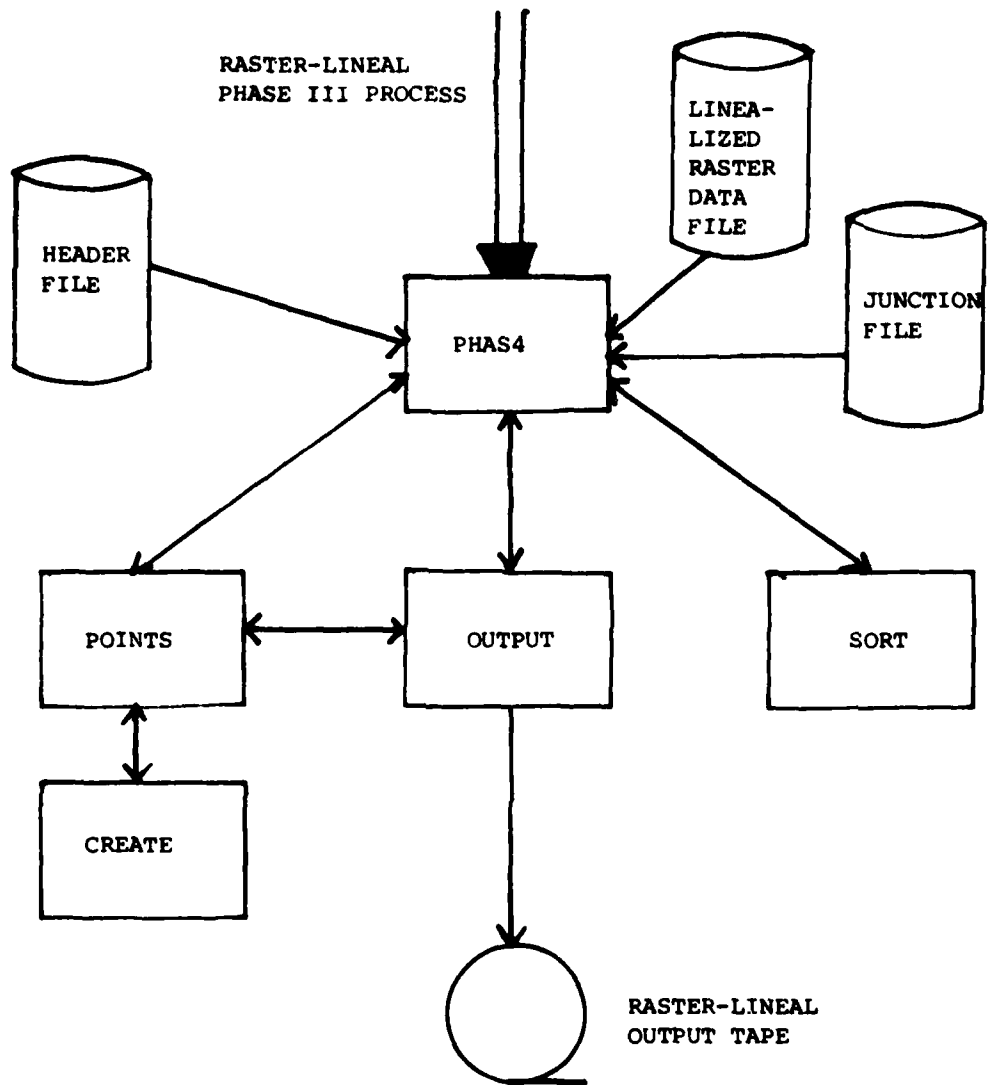 RASTER-LINEAL
PHASE III PROCESS
LINEA-
LIZED
RASTER
DATA
FILE
HEADER
FILE
JUNCTION
FILE
PHAS4
POINTS
OUTPUT
SORT
CREATE
RASTER-LINEAL
OUTPUT TAPE